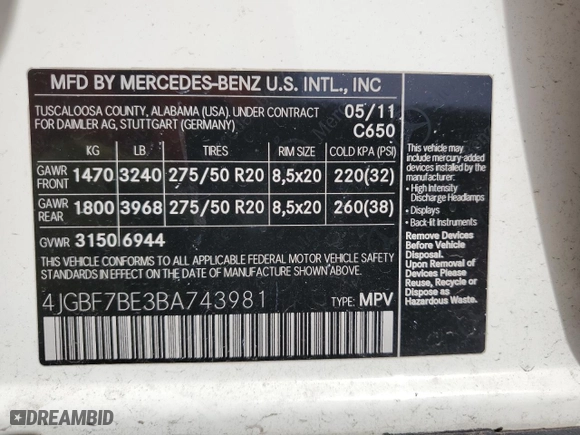 MFD BY MERCEDES-BENZ U.S. INTL., INC
TUSCALOOSA COUNTY, ALABAMA (USA). UNDER CONTRACT 05/11
FOR DAIMLER AG, STUTTGART (GERMANY) C650
KG LB TIRES RIM SIZE COLD KPA (PSI)
GAWR FRONT 1470 3240 275/50 R20 8,5x20 220(32)
GAWR REAR 1800 3968 275/50 R20 8,5x20 260(38)
GVWR 3150 6944
THIS VEHICLE CONFORMS TO ALL APPLICABLE FEDERAL MOTOR VEHICLE SAFETY
AND THEFT PREVENTION STANDARDS IN EFFECT ON THE DATE OF MANUFACTURE SHOWN ABOVE.
4JGBF7BE3BA743981 TYPE: MPV
This vehicle may
include mercury-added
devices installed by the
manufacturer:
• High Intensity
Discharge Headlamps
• Displays
• Back-lit Instruments
Remove Devices
Before Vehicle
Disposal.
Upon Removal of
Devices Please
Reuse, Recycle or
Dispose as
Hazardous Waste.
DREAMBID